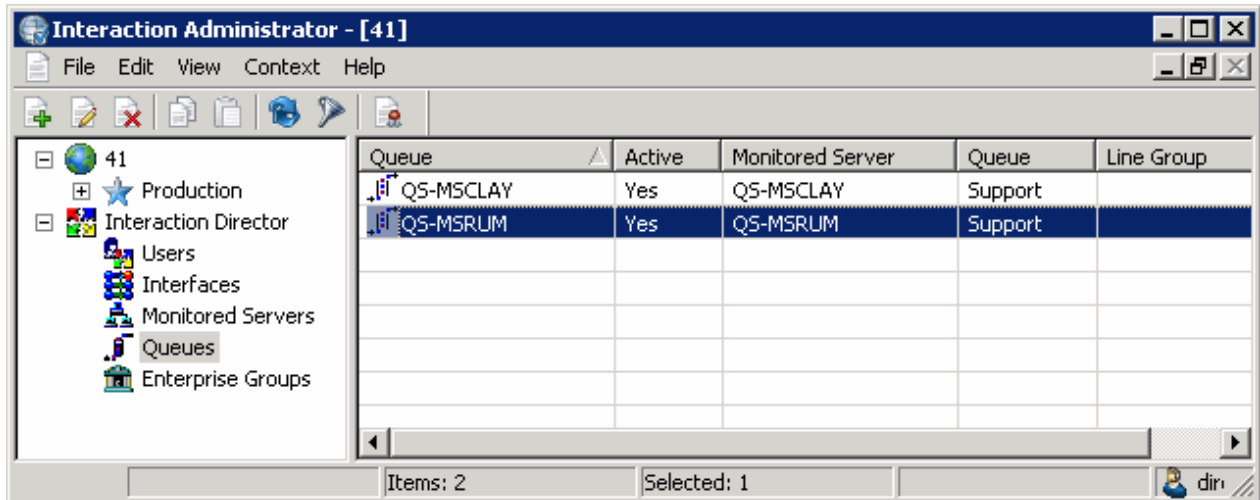 Interaction Administrator - [41]
File Edit View Context Help
41
Production
Interaction Director
Users
Interfaces
Monitored Servers
Queues
Enterprise Groups
Queue Active Monitored Server Queue Line Group
QS-MSCLAY Yes QS-MSCLAY Support
QS-MSRUM Yes QS-MSRUM Support
Items: 2 Selected: 1